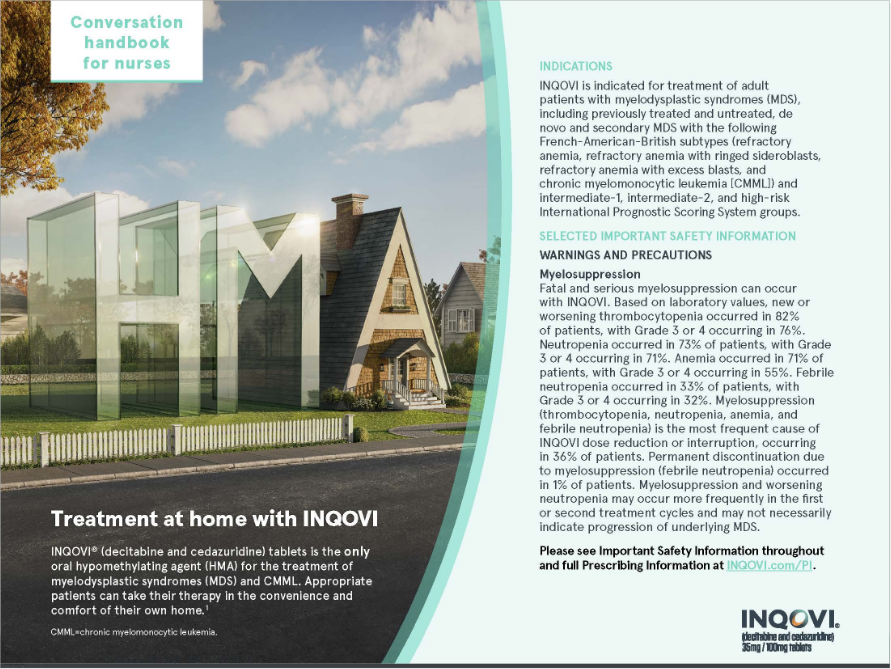 Conversation
handbook
for nurses
HMA
Treatment at home with INQOVI
INQOVI® (decitabine and cedazuridine) tablets is the only
oral hypomethylating agent (HMA) for the treatment of
myelodysplastic syndromes (MDS) and CMML. Appropriate
patients can take their therapy in the convenience and
comfort of their own home.¹
CMML=chronic myelomonocytic leukemia.
INDICATIONS
INQOVI is indicated for treatment of adult
patients with myelodysplastic syndromes (MDS),
including previously treated and untreated, de
novo and secondary MDS with the following
French-American-British subtypes (refractory
anemia, refractory anemia with ringed sideroblasts,
refractory anemia with excess blasts, and
chronic myelomonocytic leukemia [CMML]) and
intermediate-1, intermediate-2, and high-risk
International Prognostic Scoring System groups.
SELECTED IMPORTANT SAFETY INFORMATION
WARNINGS AND PRECAUTIONS
Myelosuppression
Fatal and serious myelosuppression can occur
with INQOVI. Based on laboratory values, new or
worsening thrombocytopenia occurred in 82%
of patients, with Grade 3 or 4 occurring in 76%.
Neutropenia occurred in 73% of patients, with Grade
3 or 4 occurring in 71%. Anemia occurred in 71% of
patients, with Grade 3 or 4 occurring in 55%. Febrile
neutropenia occurred in 33% of patients, with
Grade 3 or 4 occurring in 32%. Myelosuppression
(thrombocytopenia, neutropenia, anemia, and
febrile neutropenia) is the most frequent cause of
INQOVI dose reduction or interruption, occurring
in 36% of patients. Permanent discontinuation due
to myelosuppression (febrile neutropenia) occurred
in 1% of patients. Myelosuppression and worsening
neutropenia may occur more frequently in the first
or second treatment cycles and may not necessarily
indicate progression of underlying MDS.
Please see Important Safety Information throughout
and full Prescribing Information at INQOVI.com/PI.
INQOVI®
(decitabine and cedazuridine)
35mg / 100mg tablets